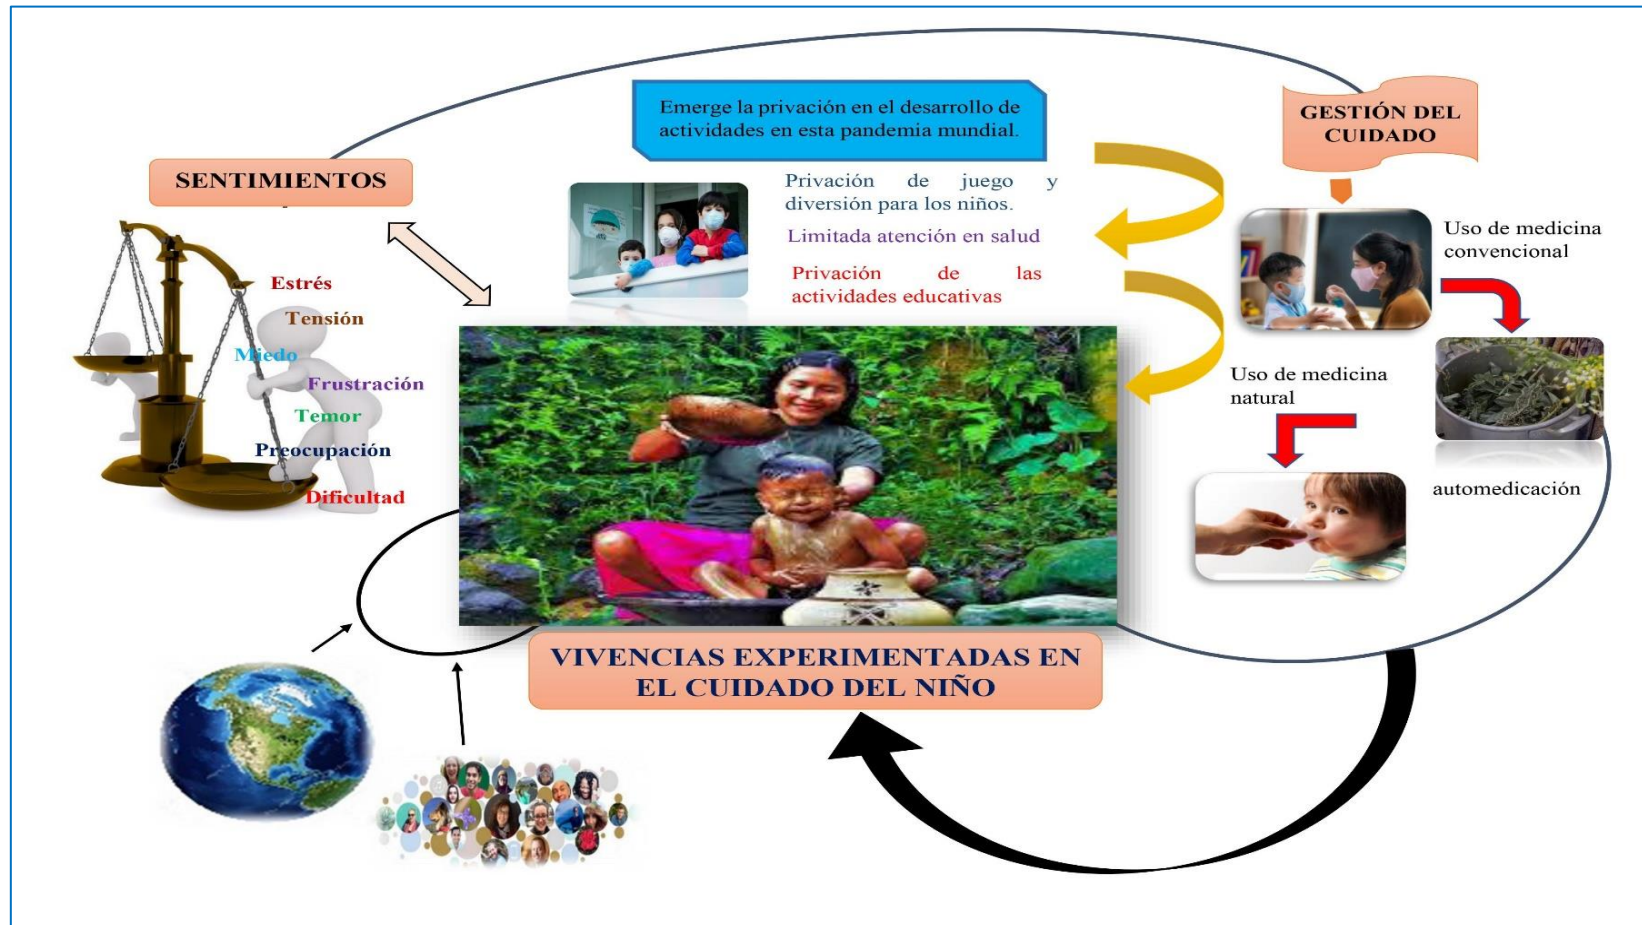 Emerge la privación en el desarrollo de
actividades en esta pandemia mundial.
GESTIÓN DEL
CUIDADO
SENTIMIENTOS
Privación de juego y
diversión para los niños.
Limitada atención en salud
Privación de las
actividades educativas
Uso de medicina
convencional
Estrés
Tensión
Miedo
Frustración
Temor
Preocupación
Dificultad
Uso de medicina
natural
automedicación
VIVENCIAS EXPERIMENTADAS EN
EL CUIDADO DEL NIÑO